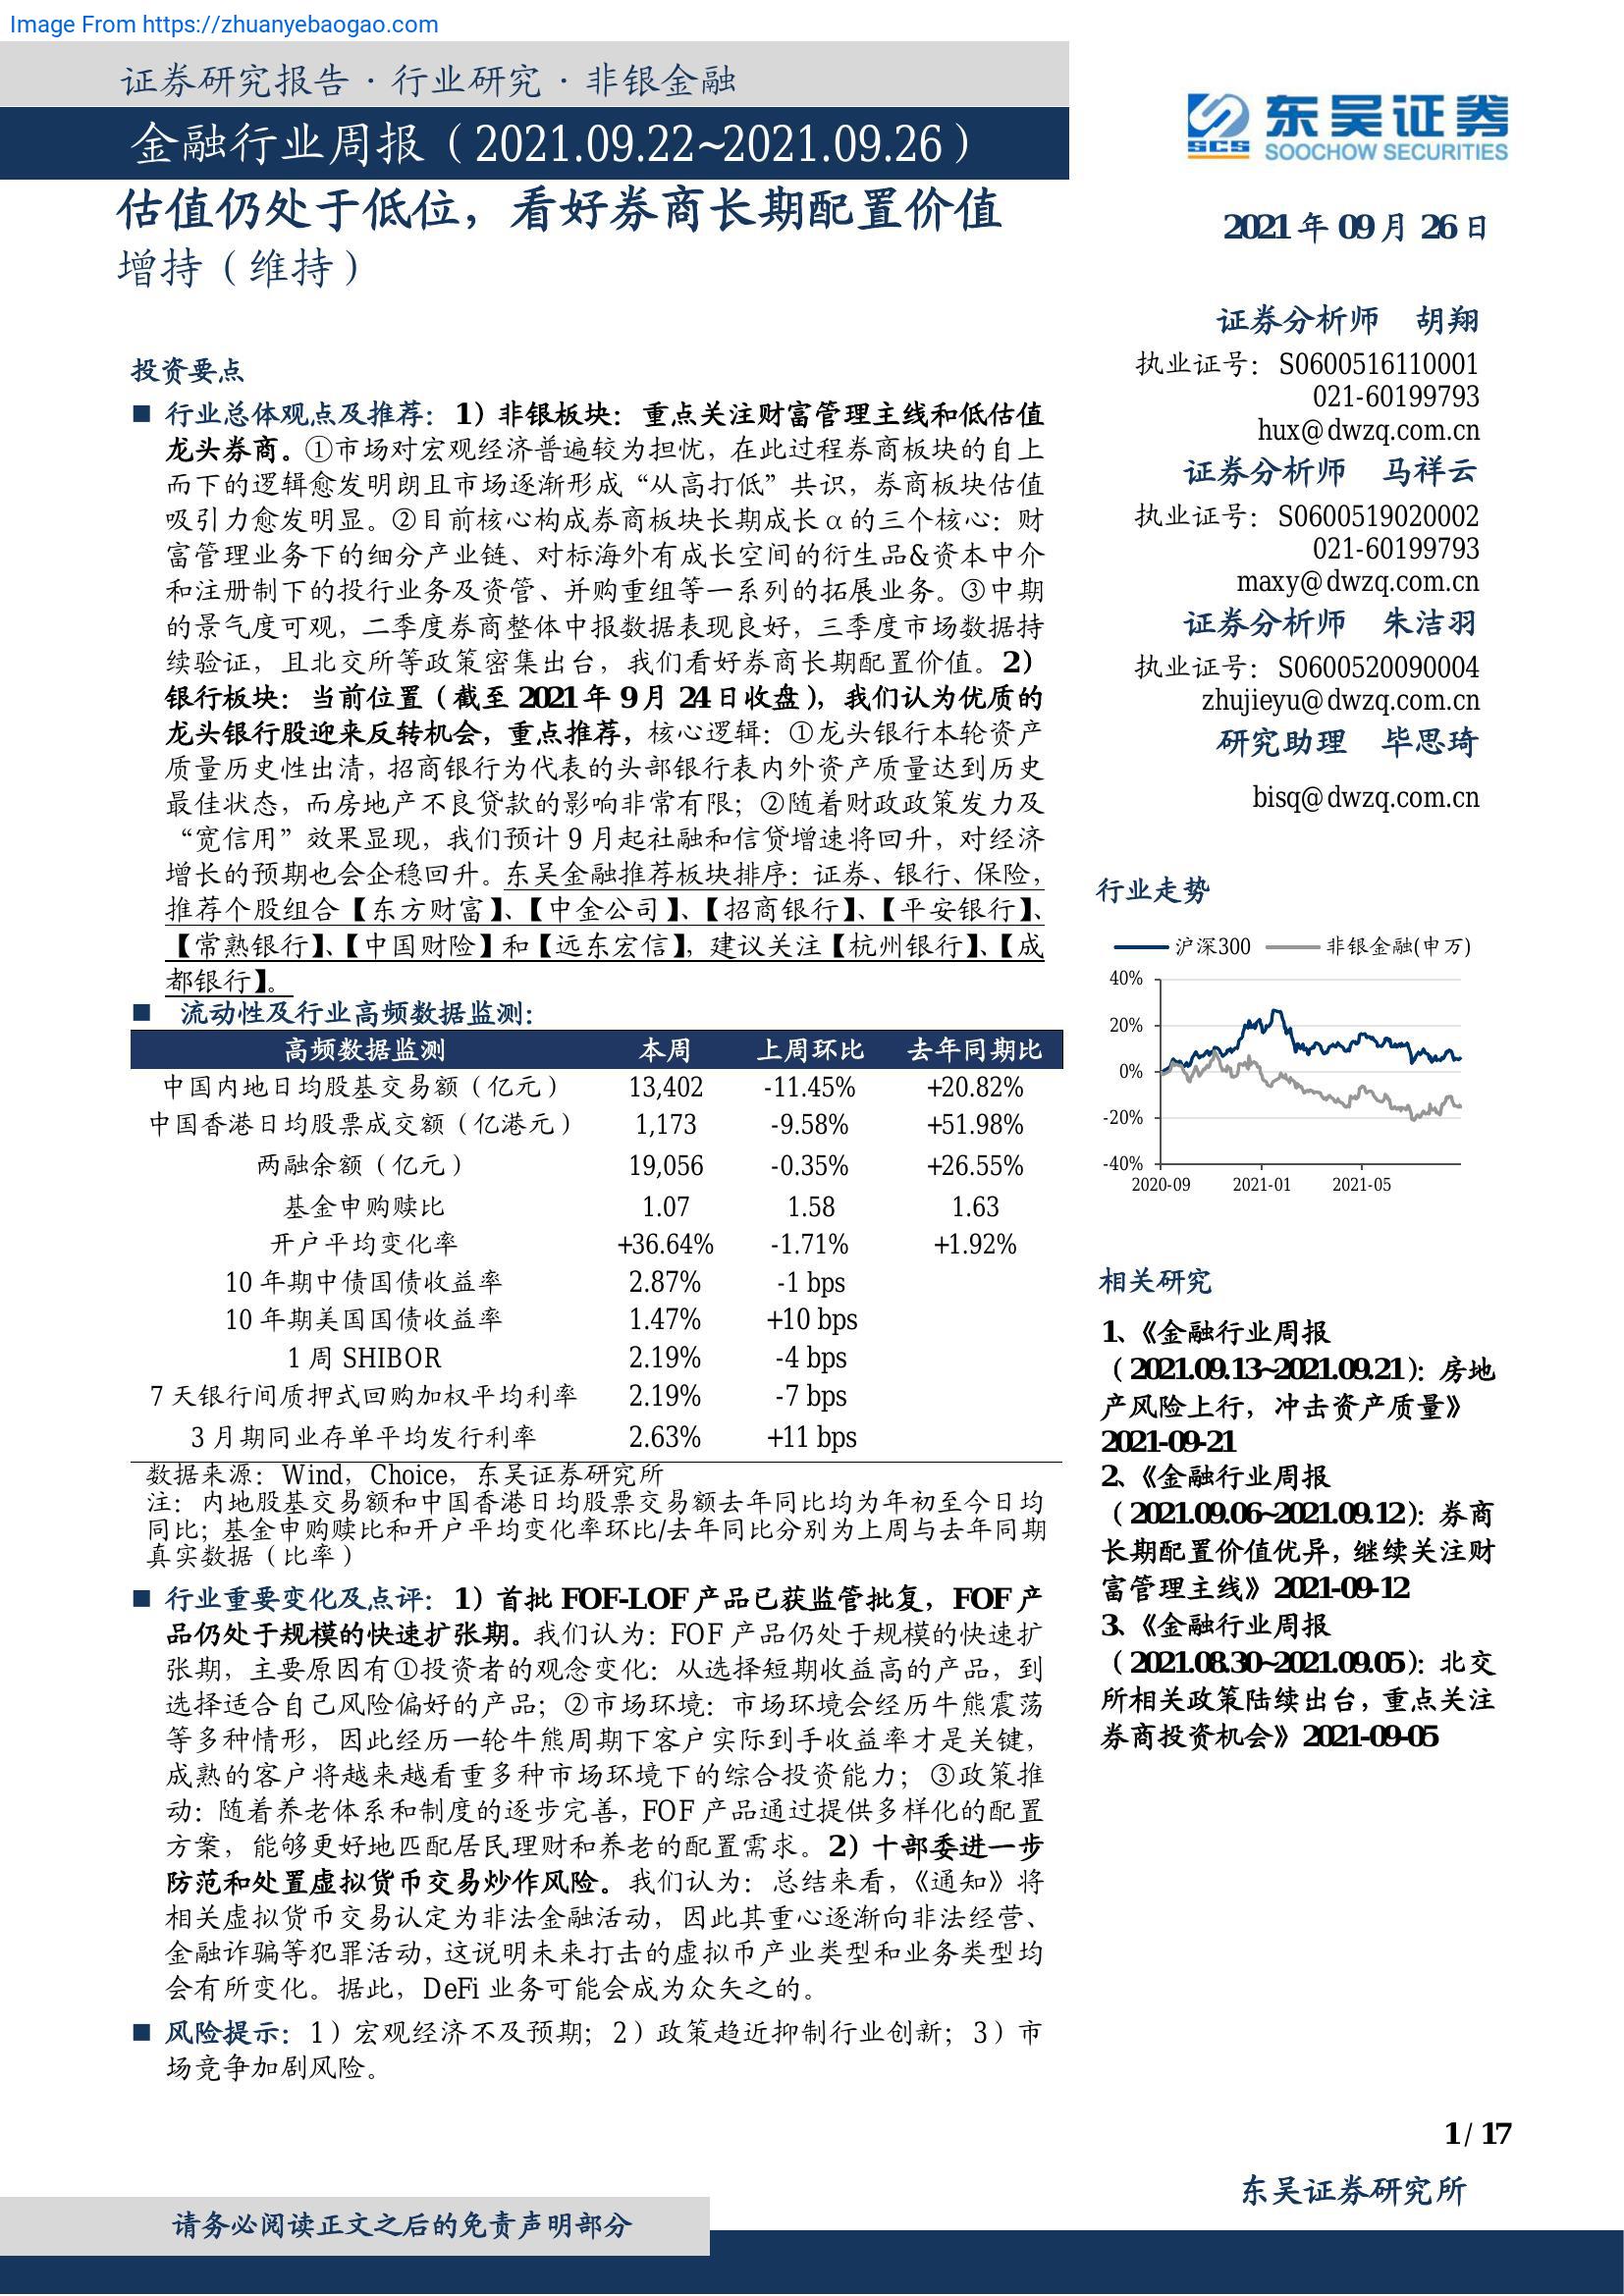 Image From https://zhuanyebaogao.com
证券研究报告·行业研究·非银金融
金融行业周报（2021.09.22~2021.09.26）
估值仍处于低位，看好券商长期配置价值
增持（维持）
投资要点
■ 行业总体观点及推荐：1）非银板块：重点关注财富管理主线和低估值
龙头券商。①市场对宏观经济普遍较为担忧，在此过程券商板块的自上
而下的逻辑愈发明朗且市场逐渐形成“从高打低”共识，券商板块估值
吸引力愈发明显。②目前核心构成券商板块长期成长α的三个核心：财
富管理业务下的细分产业链、对标海外有成长空间的衍生品&资本中介
和注册制下的投行业务及资管、并购重组等一系列的拓展业务。③中期
的景气度可观，二季度券商整体中报数据表现良好，三季度市场数据持
续验证，且北交所等政策密集出台，我们看好券商长期配置价值。2）
银行板块：当前位置（截至 2021 年 9 月 24 日收盘），我们认为优质的
龙头银行股迎来反转机会，重点推荐，核心逻辑：①龙头银行本轮资产
质量历史性出清，招商银行为代表的头部银行表内外资产质量达到历史
最佳状态，而房地产不良贷款的影响非常有限；②随着财政政策发力及
“宽信用”效果显现，我们预计 9 月起社融和信贷增速将回升，对经济
增长的预期也会企稳回升。东吴金融推荐板块排序：证券、银行、保险，
推荐个股组合【东方财富】、【中金公司】、【招商银行】、【平安银行】、
【常熟银行】、【中国财险】和【远东宏信】，建议关注【杭州银行】、【成
都银行】。
■ 流动性及行业高频数据监测：
高频数据监测 本周 上周环比 去年同期比
中国内地日均股基交易额（亿元） 13,402 -11.45% +20.82%
中国香港日均股票成交额（亿港元） 1,173 -9.58% +51.98%
两融余额（亿元） 19,056 -0.35% +26.55%
基金申购赎比 1.07 1.58 1.63
开户平均变化率 +36.64% -1.71% +1.92%
10 年期中债国债收益率 2.87% -1 bps
10 年期美国国债收益率 1.47% +10 bps
1 周 SHIBOR 2.19% -4 bps
7 天银行间质押式回购加权平均利率 2.19% -7 bps
3 月期同业存单平均发行利率 2.63% +11 bps
数据来源：Wind，Choice，东吴证券研究所
注：内地股基交易额和中国香港日均股票交易额去年同比均为年初至今日均
同比；基金申购赎比和开户平均变化率环比/去年同比分别为上周与去年同期
真实数据（比率）
■ 行业重要变化及点评：1）首批 FOF-LOF 产品已获监管批复，FOF 产
品仍处于规模的快速扩张期。我们认为：FOF 产品仍处于规模的快速扩
张期，主要原因有①投资者的观念变化：从选择短期收益高的产品，到
选择适合自己风险偏好的产品；②市场环境：市场环境会经历牛熊震荡
等多种情形，因此经历一轮牛熊周期下客户实际到手收益率才是关键，
成熟的客户将越来越看重多种市场环境下的综合投资能力；③政策推
动：随着养老体系和制度的逐步完善，FOF 产品通过提供多样化的配置
方案，能够更好地匹配居民理财和养老的配置需求。2）十部委进一步
防范和处置虚拟货币交易炒作风险。我们认为：总结来看，《通知》将
相关虚拟货币交易认定为非法金融活动，因此其重心逐渐向非法经营、
金融诈骗等犯罪活动，这说明未来打击的虚拟币产业类型和业务类型均
会有所变化。据此，DeFi 业务可能会成为众矢之的。
■ 风险提示：1）宏观经济不及预期；2）政策趋近抑制行业创新；3）市
场竞争加剧风险。
东吴证券
SCS SOOCHOW SECURITIES
2021 年 09 月 26 日
证券分析师 胡翔
执业证号：S0600516110001
021-60199793
hux@dwzq.com.cn
证券分析师 马祥云
执业证号：S0600519020002
021-60199793
maxy@dwzq.com.cn
证券分析师 朱洁羽
执业证号：S0600520090004
zhujieyu@dwzq.com.cn
研究助理 毕思琦
bisq@dwzq.com.cn
行业走势
沪深300 非银金融(申万)
40%
20%
0%
-20%
-40%
2020-09 2021-01 2021-05
相关研究
1、《金融行业周报
（2021.09.13~2021.09.21）：房地
产风险上行，冲击资产质量》
2021-09-21
2、《金融行业周报
（2021.09.06~2021.09.12）：券商
长期配置价值优异，继续关注财
富管理主线》2021-09-12
3、《金融行业周报
（2021.08.30~2021.09.05）：北交
所相关政策陆续出台，重点关注
券商投资机会》2021-09-05
1 / 17
东吴证券研究所
请务必阅读正文之后的免责声明部分